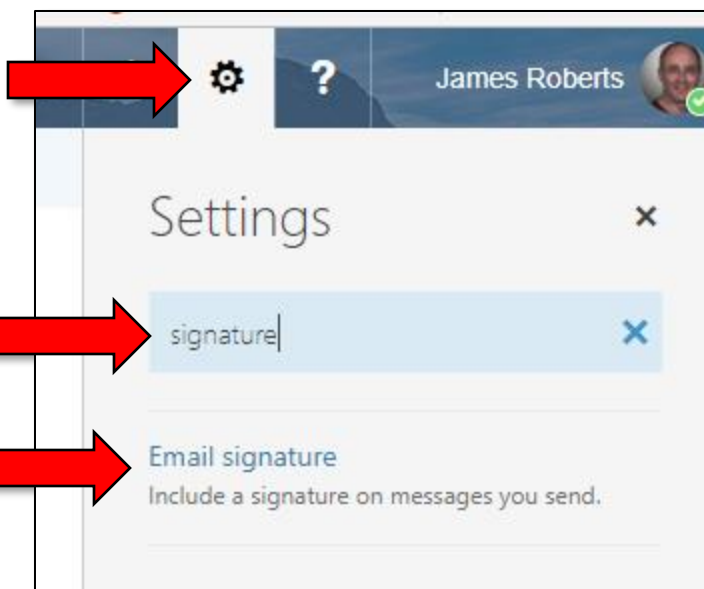 ? James Roberts
Settings
signature
Email signature
Include a signature on messages you send.